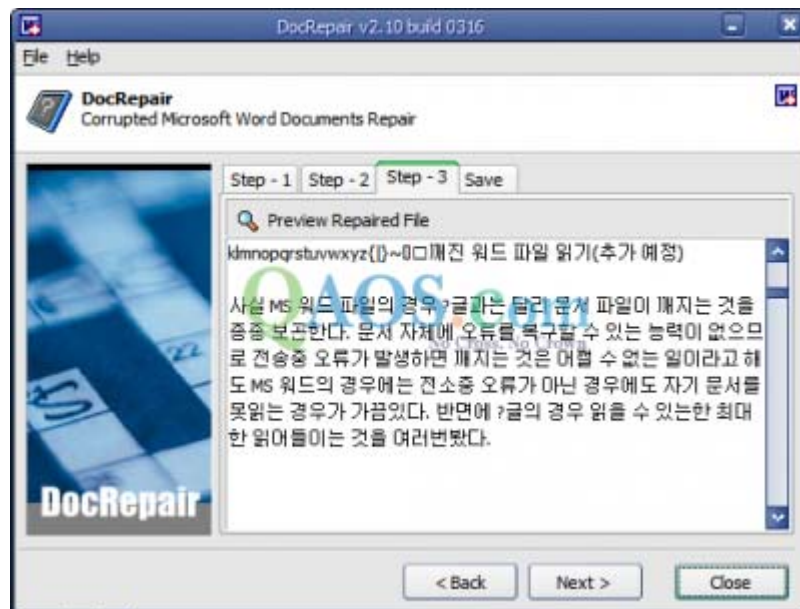 DocRepair v2.10 build 0316
File Help
DocRepair
Corrupted Microsoft Word Documents Repair
Step - 1 Step - 2 Step - 3 Save
Preview Repaired File
klmnopqrstuvwxyz{|}~0□깨진 워드 파일 읽기(추가 예정)
QAOS.com
No Cross, No Crown
사실 MS 워드 파일의 경우 ?글과는 달리 문서 파일이 깨지는 것을
종종 보곤한다. 문서 자체에 오류를 복구할 수 있는 능력이 없으므
로 전송중 오류가 발생하면 깨지는 것은 어쩔 수 없는 일이라고 해
도 MS 워드의 경우에는 전소중 오류가 아닌 경우에도 자기 문서를
못읽는 경우가 가끔있다. 반면에 ?글의 경우 읽을 수 있는한 최대
한 읽어들이는 것을 여러번봤다.
22
DocRepair
< Back Next > Close